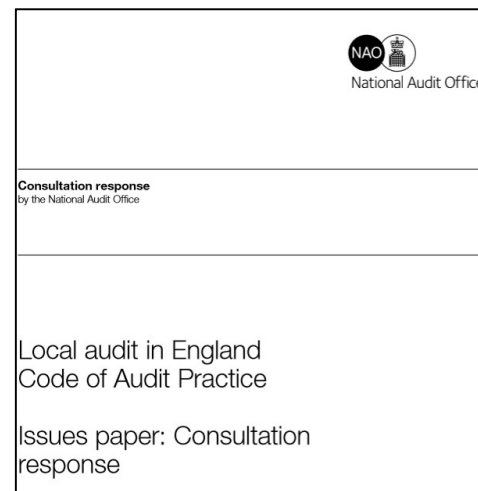 NAO
National Audit Office
Consultation response
by the National Audit Office
Local audit in England
Code of Audit Practice
Issues paper: Consultation
response